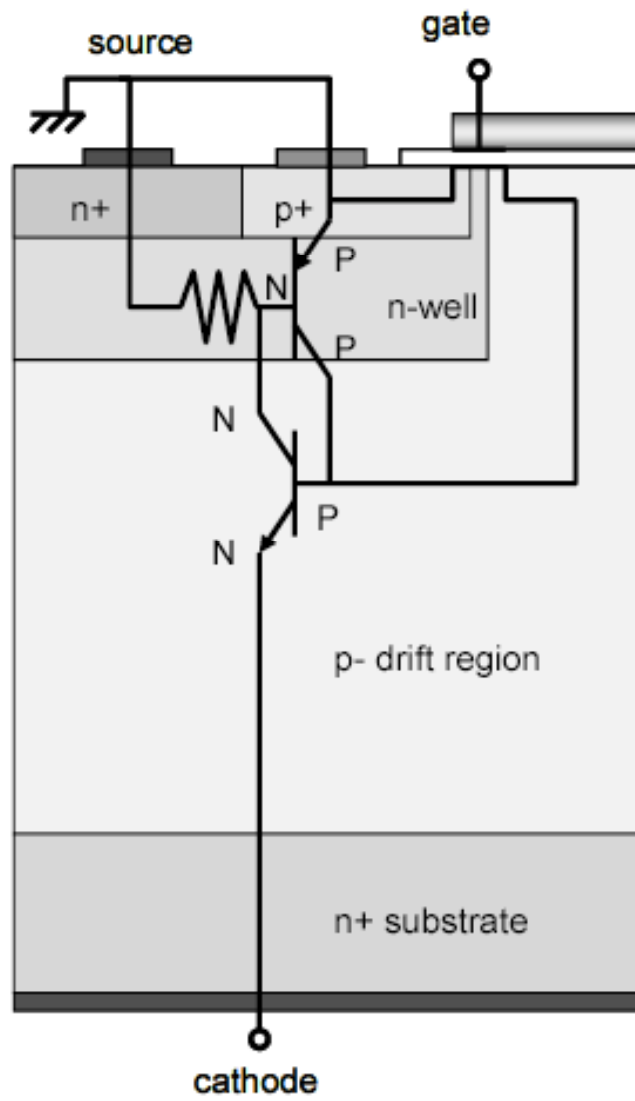 gate
source
n+
p+
P
N
n-well
P
N
P
N
p- drift region
n+ substrate
cathode